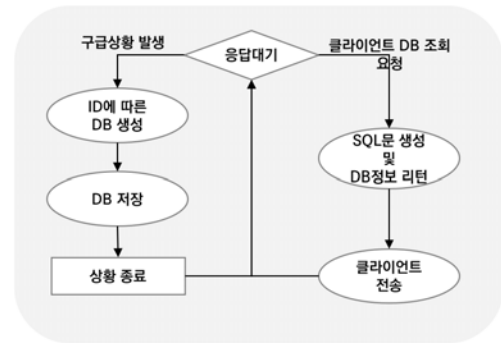 구급상황 발생
응답대기
클라이언트 DB 조회
요청
ID에 따른
DB 생성
SQL문 생성
및
DB정보 리턴
DB 저장
상황 종료
클라이언트
전송